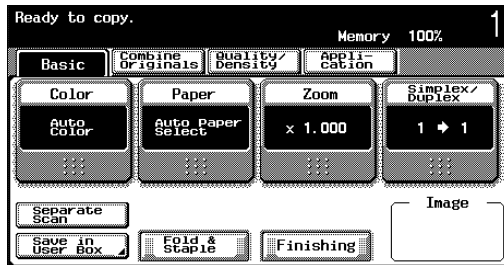 Ready to copy.
1
Memory 100%
Basic
Combine
Originals
Quality/
Density
Appli-
cation
Color
Paper
Zoom
Simplex/
Duplex
Auto
Color
Auto Paper
Select
x 1.000
1 ➔ 1
Separate
Scan
Image
Save in
User Box
Fold &
Staple
Finishing